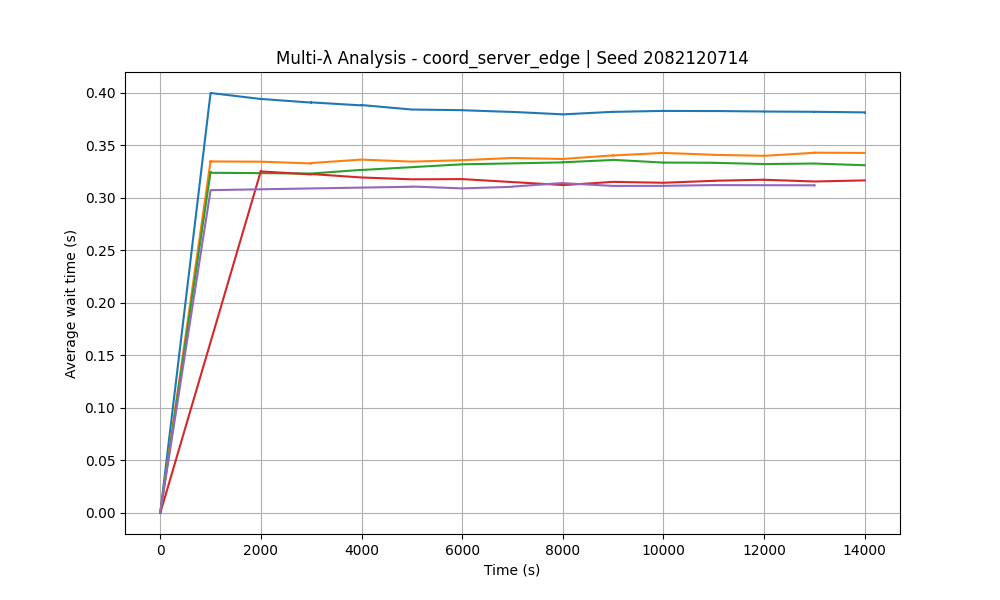 Multi-λ Analysis - coord_server_edge | Seed 2082120714
0.40
0.35
0.30
0.25
0.20
0.15
0.10
0.05
0.00
Average wait time (s)
0 2000 4000 6000 8000 10000 12000 14000
Time (s)